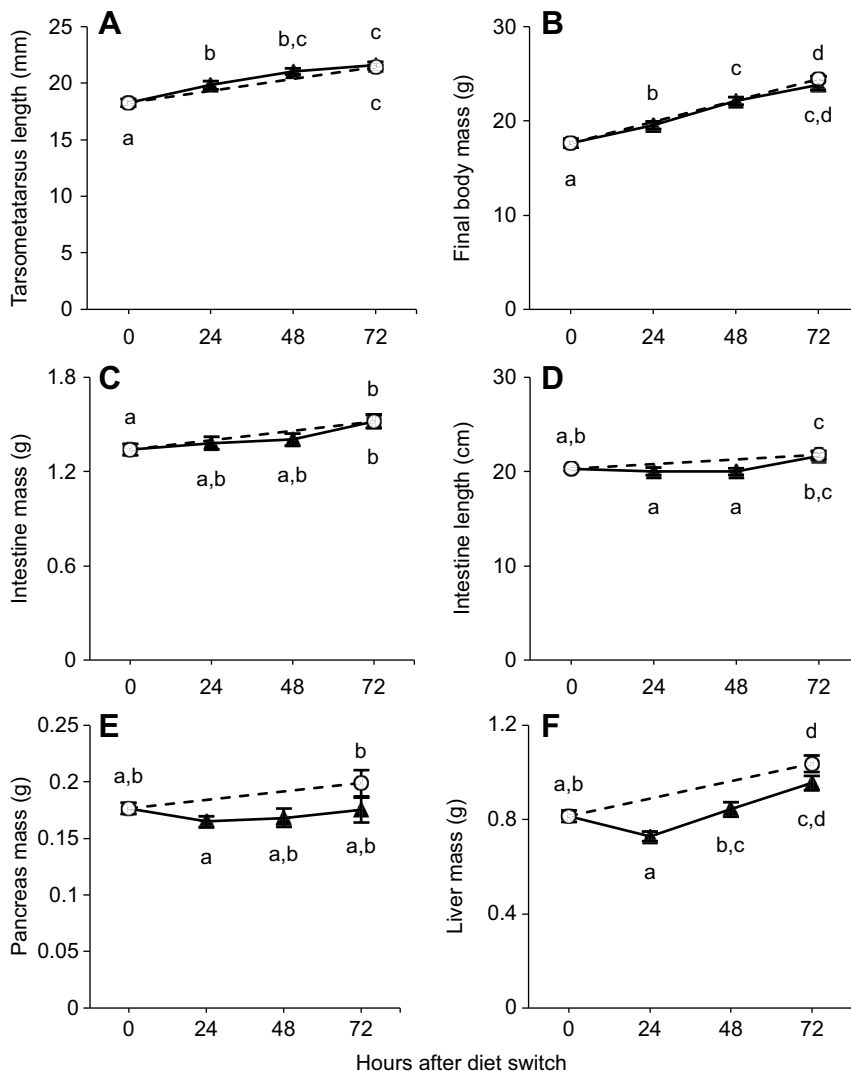 A
Tarsometatarsus length (mm)
25
20
15
10
5
0
b
b,c
c
a
c
0 24 48 72
B
Final body mass (g)
30
20
10
0
d
c
b
c,d
a
0 24 48 72
C
Intestine mass (g)
1.8
1.2
0.6
0
a
b
a,b
a,b
b
0 24 48 72
D
Intestine length (cm)
30
20
10
0
a,b
c
a
a
b,c
0 24 48 72
E
Pancreas mass (g)
0.25
0.2
0.15
0.1
0.05
0
a,b
b
a
a,b
a,b
0 24 48 72
F
Liver mass (g)
1.2
0.8
0.4
0
d
a,b
c,d
b,c
a
0 24 48 72
Hours after diet switch